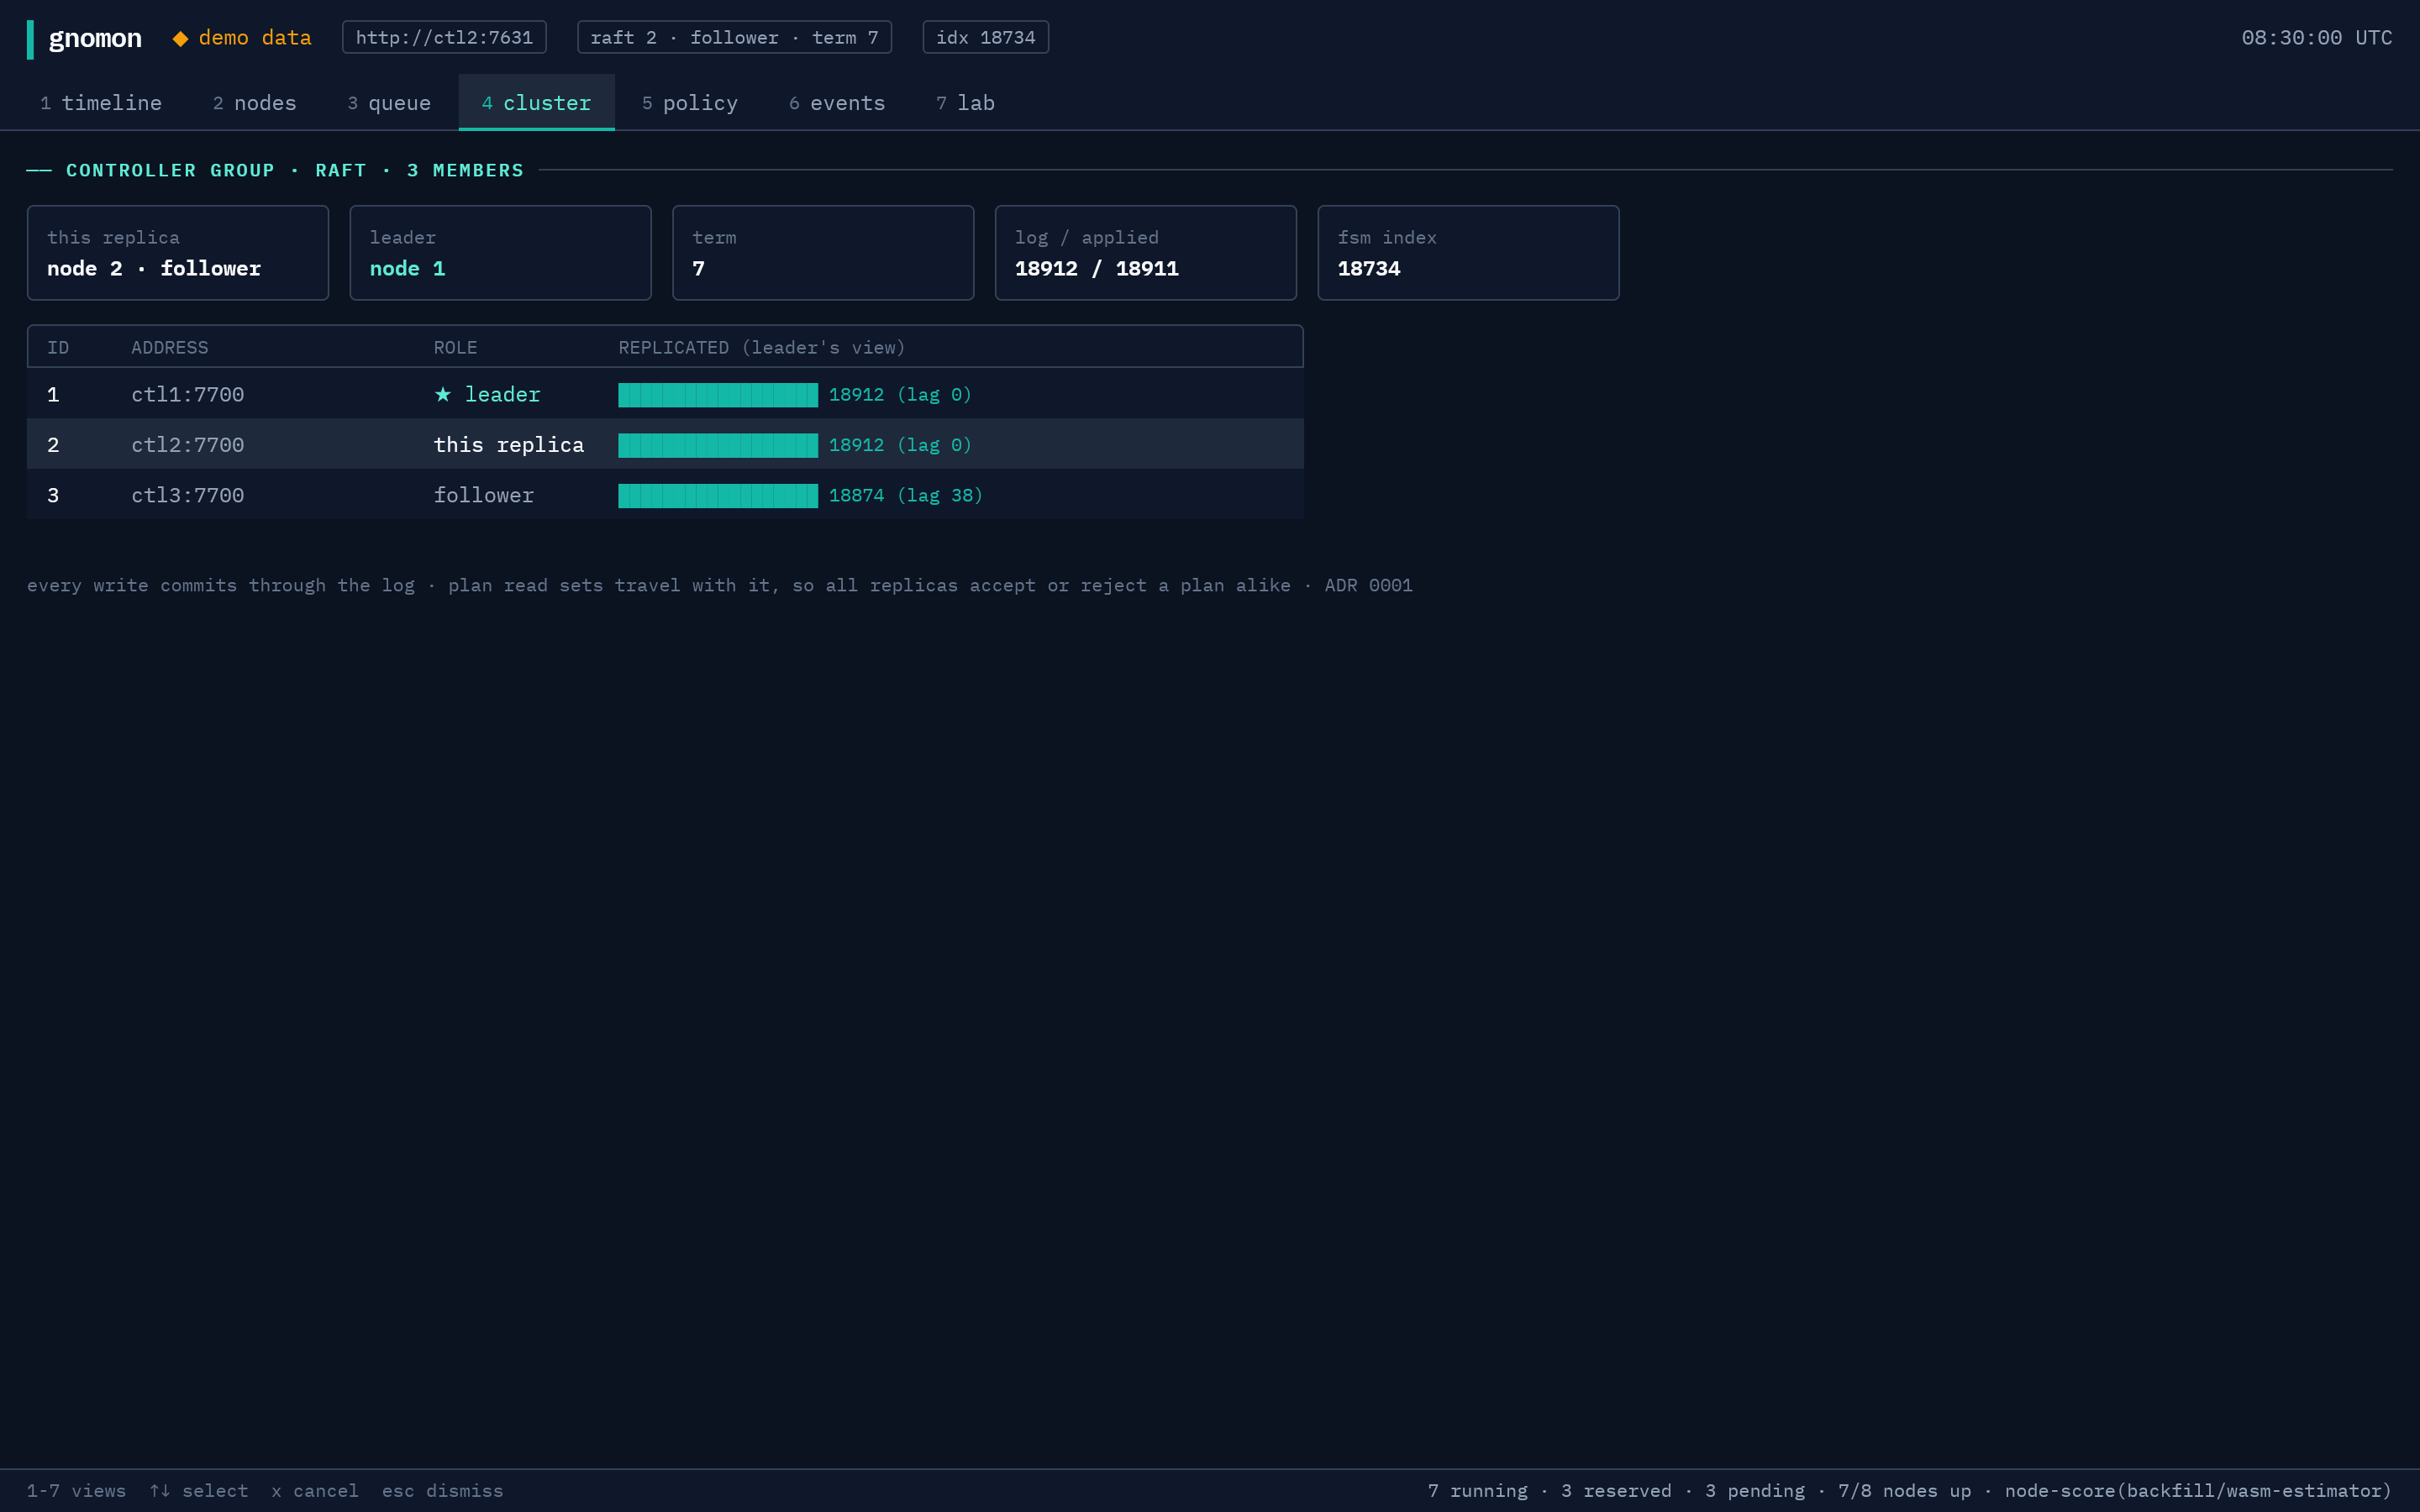 gnomon ◆ demo data http://ctl2:7631 raft 2 · follower · term 7 idx 18734 08:30:00 UTC
1 timeline 2 nodes 3 queue 4 cluster 5 policy 6 events 7 lab
—— CONTROLLER GROUP · RAFT · 3 MEMBERS
this replica leader term log / applied fsm index
node 2 · follower node 1 7 18912 / 18911 18734
ID ADDRESS ROLE REPLICATED (leader's view)
1 ctl1:7700 ★ leader 18912 (lag 0)
2 ctl2:7700 this replica 18912 (lag 0)
3 ctl3:7700 follower 18874 (lag 38)
every write commits through the log · plan read sets travel with it, so all replicas accept or reject a plan alike · ADR 0001
1-7 views ↑↓ select x cancel esc dismiss 7 running · 3 reserved · 3 pending · 7/8 nodes up · node-score(backfill/wasm-estimator)